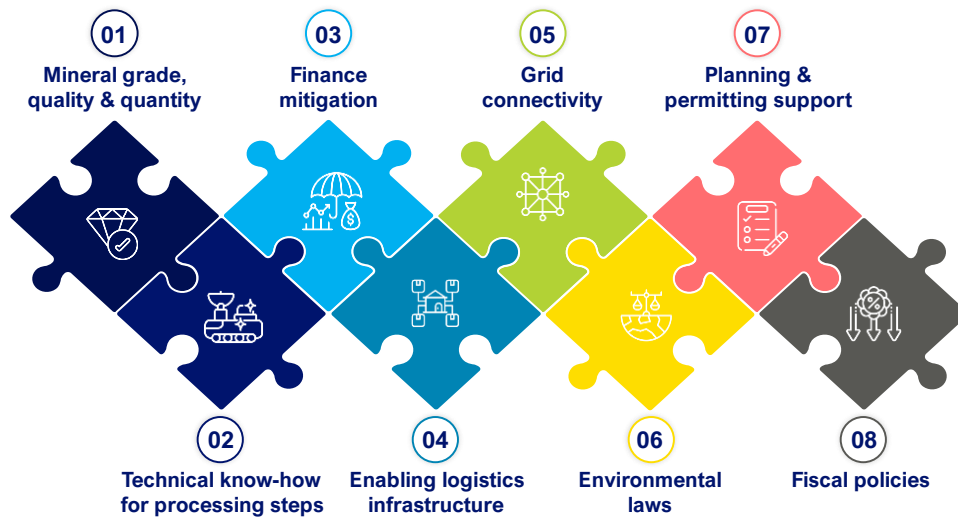 01
Mineral grade,
quality & quantity
02
Technical know-how
for processing steps
03
Finance
mitigation
04
Enabling logistics
infrastructure
05
Grid
connectivity
06
Environmental
laws
07
Planning &
permitting support
08
Fiscal policies
$
%